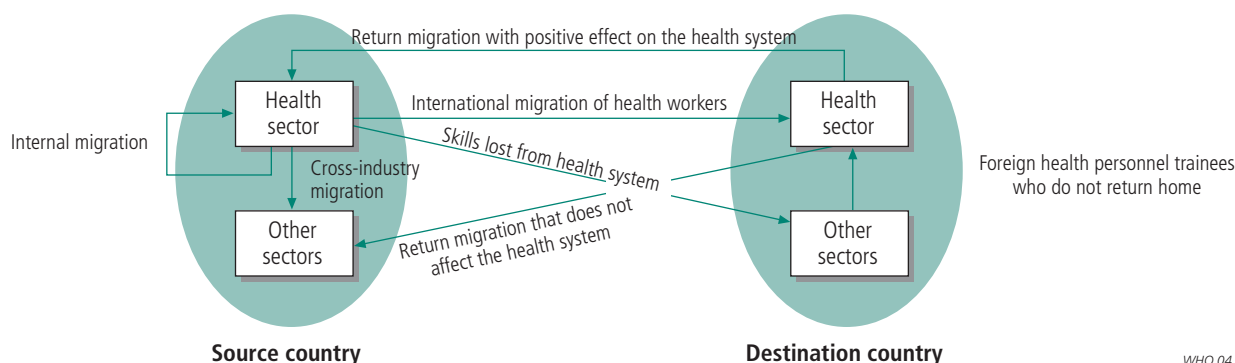 Return migration with positive effect on the health system
Health
sector
International migration of health workers
Health
sector
Internal migration
Skills lost from health system
Cross-industry
migration
Foreign health personnel trainees
who do not return home
Other
sectors
Return migration that does not
affect the health system
Other
sectors
Source country
Destination country
WHO 04